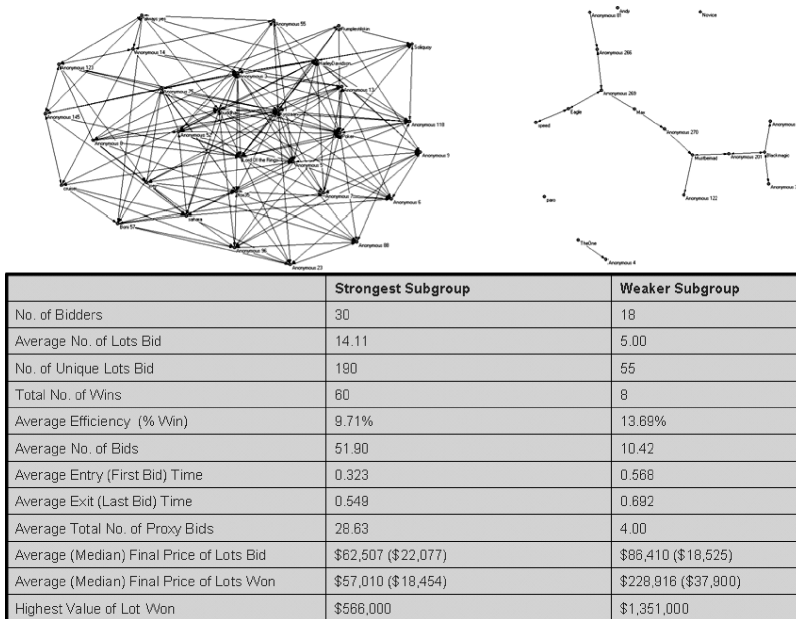 Anonymous 55
Anonymous 14
Soliquay
Anonymous 123
HarleyDavidson
Anonymous 145
Anonymous 118
Lord Of the Rings
Anonymous 9
Anonymous 6
Bors 57
sahara
Anonymous 96
Anonymous 88
Anonymous 23
Andy
Anonymous 81
Novice
Anonymous 266
Anonymous 269
Eagle
speed
May
Anonymous 270
Anonymous 201
Blackmagic
Anonymous 122
pam
TheOne
Anonymous 4
Strongest Subgroup Weaker Subgroup
No. of Bidders 30 18
Average No. of Lots Bid 14.11 5.00
No. of Unique Lots Bid 190 55
Total No. of Wins 60 8
Average Efficiency (% Win) 9.71% 13.69%
Average No. of Bids 51.90 10.42
Average Entry (First Bid) Time 0.323 0.568
Average Exit (Last Bid) Time 0.549 0.692
Average Total No. of Proxy Bids 28.63 4.00
Average (Median) Final Price of Lots Bid $62,507 ($22,077) $86,410 ($18,525)
Average (Median) Final Price of Lots Won $57,010 ($18,454) $228,916 ($37,900)
Highest Value of Lot Won $566,000 $1,351,000